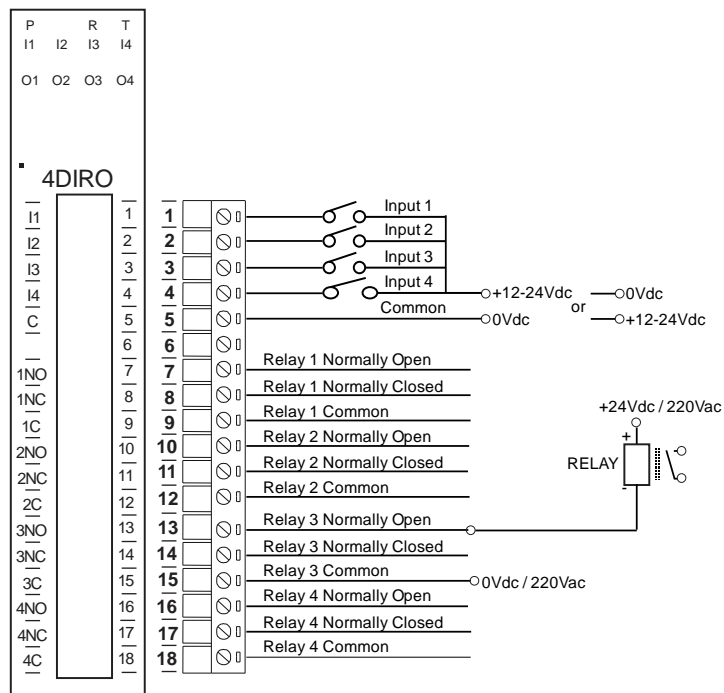 P R T
I1 I2 I3 I4
O1 O2 O3 O4
4DIRO
I1 1 1 Input 1
I2 2 2 Input 2
I3 3 3 Input 3
I4 4 4 Input 4 +12-24Vdc or 0Vdc
C 5 5 Common 0Vdc +12-24Vdc
6 6
1NO 7 7 Relay 1 Normally Open
1NC 8 8 Relay 1 Normally Closed
1C 9 9 Relay 1 Common
+24Vdc / 220Vac
2NO 10 10 Relay 2 Normally Open
+
2NC 11 11 Relay 2 Normally Closed
RELAY
2C 12 12 Relay 2 Common
-
3NO 13 13 Relay 3 Normally Open
3NC 14 14 Relay 3 Normally Closed
3C 15 15 Relay 3 Common 0Vdc / 220Vac
4NO 16 16 Relay 4 Normally Open
4NC 17 17 Relay 4 Normally Closed
4C 18 18 Relay 4 Common